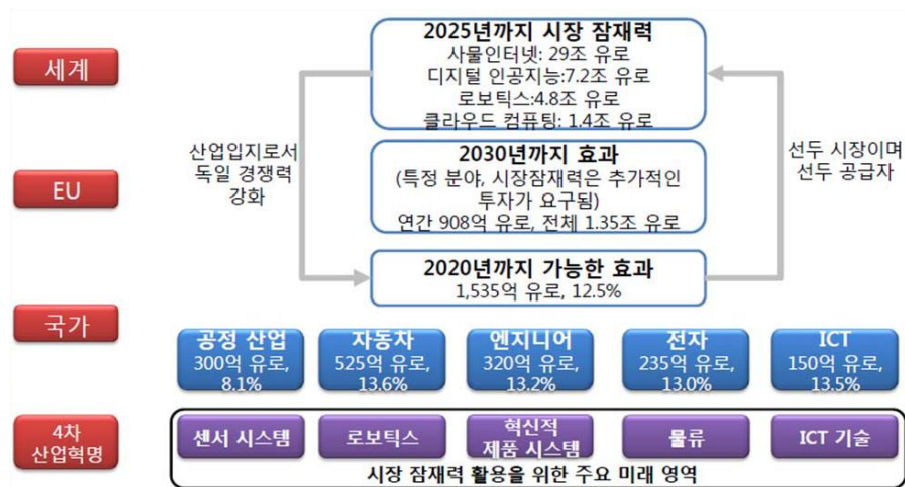 세계
2025년까지 시장 잠재력
사물인터넷: 29조 유로
디지털 인공지능:7.2조 유로
로보틱스:4.8조 유로
클라우드 컴퓨팅: 1.4조 유로
산업입지로서
독일 경쟁력
강화
선두 시장이며
선두 공급자
EU
2030년까지 효과
(특정 분야, 시장잠재력은 추가적인
투자가 요구됨)
연간 908억 유로, 전체 1.35조 유로
2020년까지 가능한 효과
1,535억 유로, 12.5%
국가
공정 산업
300억 유로,
8.1%
자동차
525억 유로,
13.6%
엔지니어
320억 유로,
13.2%
전자
235억 유로,
13.0%
ICT
150억 유로,
13.5%
4차
산업혁명
센서 시스템
로보틱스
혁신적
제품 시스템
물류
ICT 기술
시장 잠재력 활용을 위한 주요 미래 영역